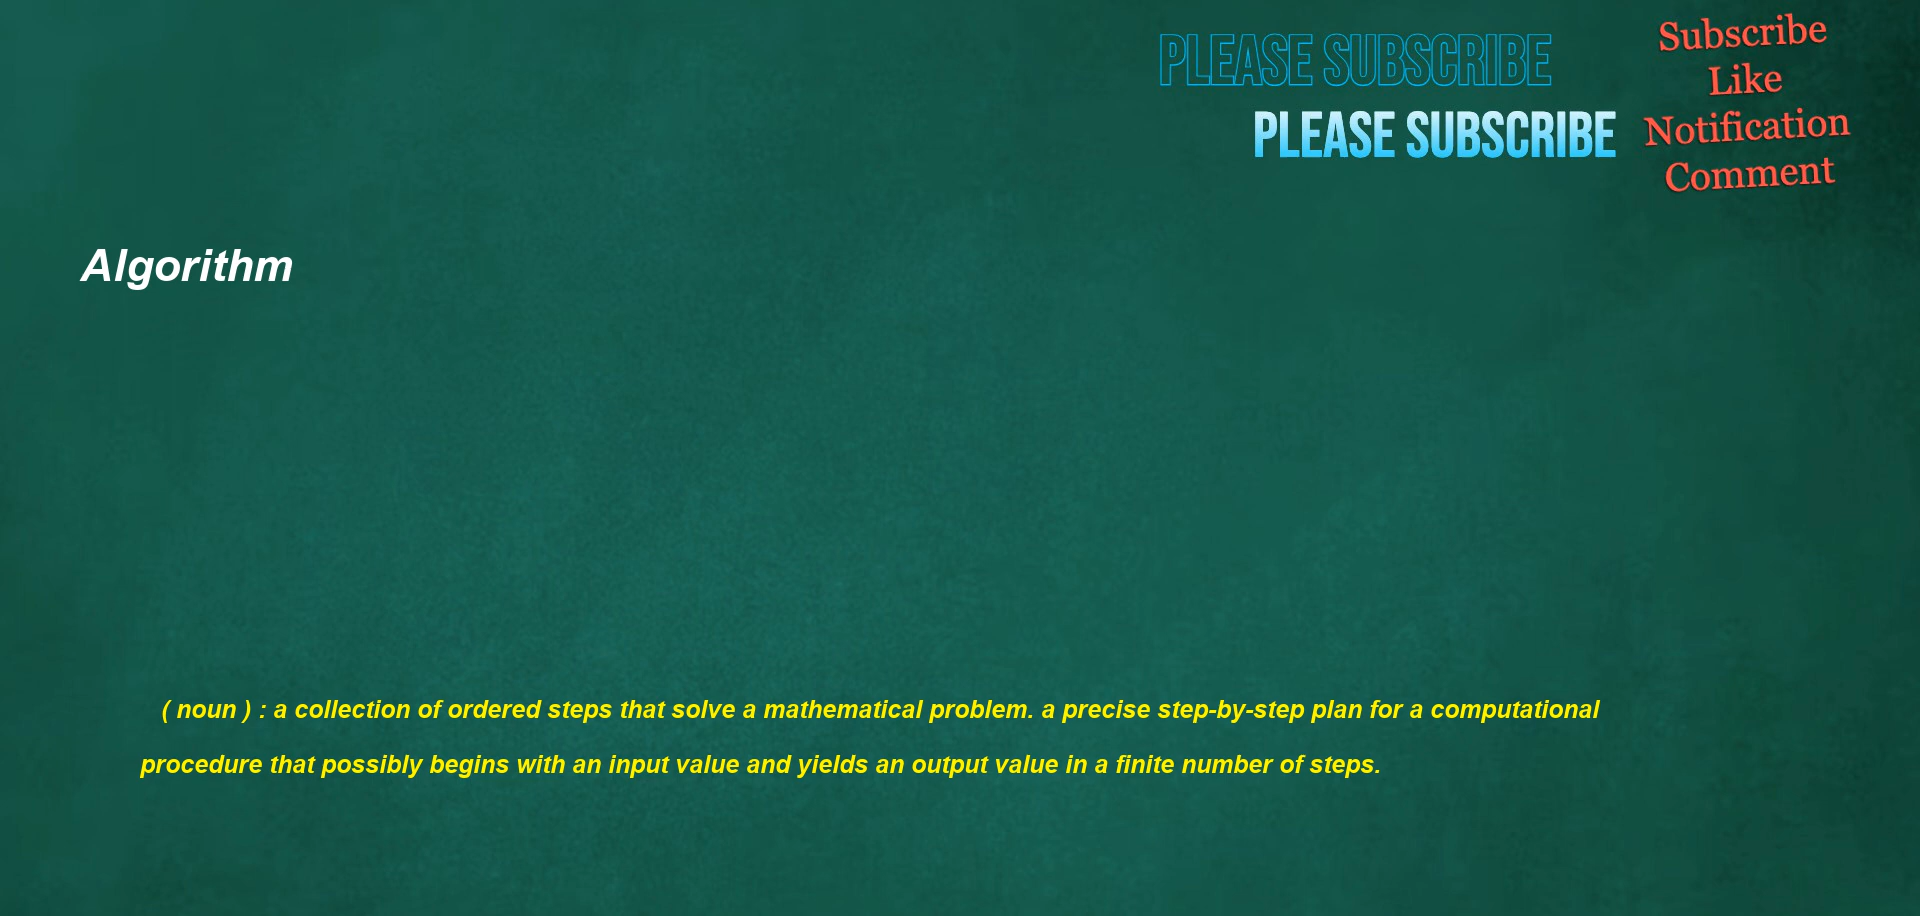 PLEASE SUBSCRIBE
PLEASE SUBSCRIBE
Subscribe
Like
Notification
Comment
Algorithm
( noun ) : a collection of ordered steps that solve a mathematical problem. a precise step-by-step plan for a computational
procedure that possibly begins with an input value and yields an output value in a finite number of steps.